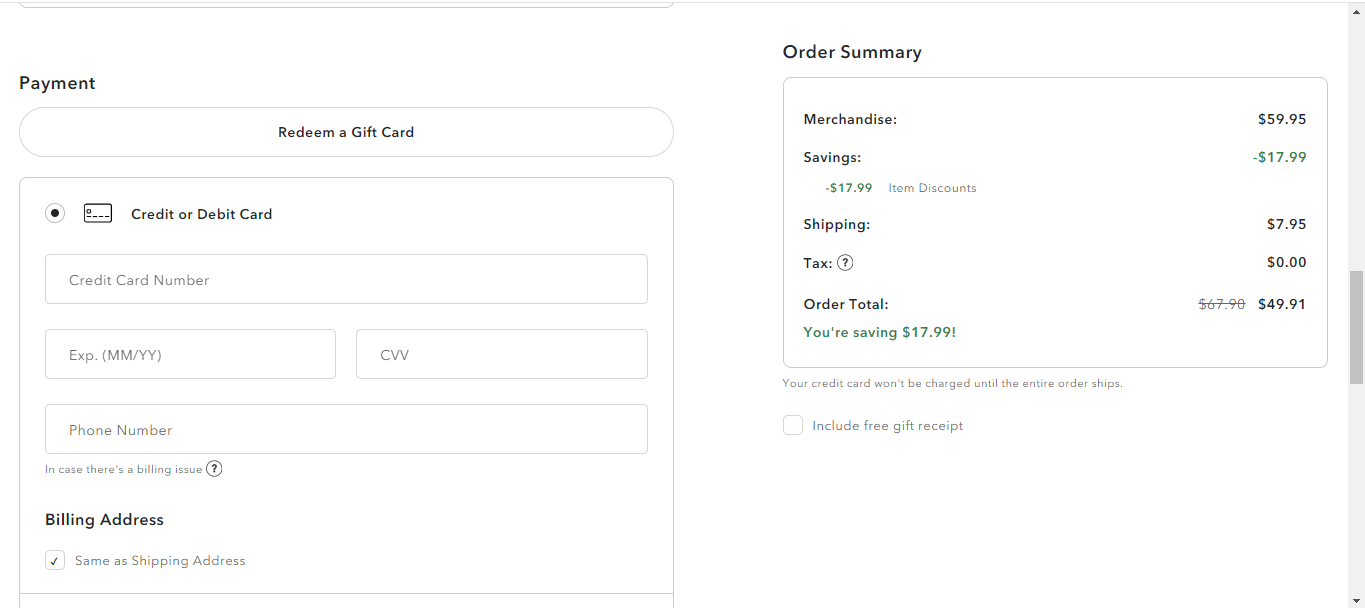 Payment
Redeem a Gift Card
Credit or Debit Card
Credit Card Number
Exp. (MM/YY) CVV
Phone Number
In case there's a billing issue ?
Billing Address
Same as Shipping Address
Order Summary
Merchandise: $59.95
Savings: -$17.99
-$17.99 Item Discounts
Shipping: $7.95
Tax: ? $0.00
Order Total: $67.90 $49.91
You're saving $17.99!
Your credit card won't be charged until the entire order ships.
Include free gift receipt